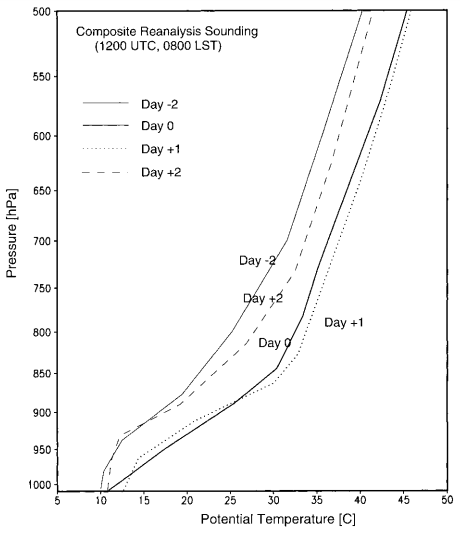 Composite Reanalysis Sounding
(1200 UTC, 0800 LST)
Day -2
Day 0
Day +1
Day +2
Pressure [hPa]
500
550
600
650
700
750
800
850
900
950
1000
Day -2
Day +2
Day +1
Day 0
5 10 15 20 25 30 35 40 45 50
Potential Temperature [C]